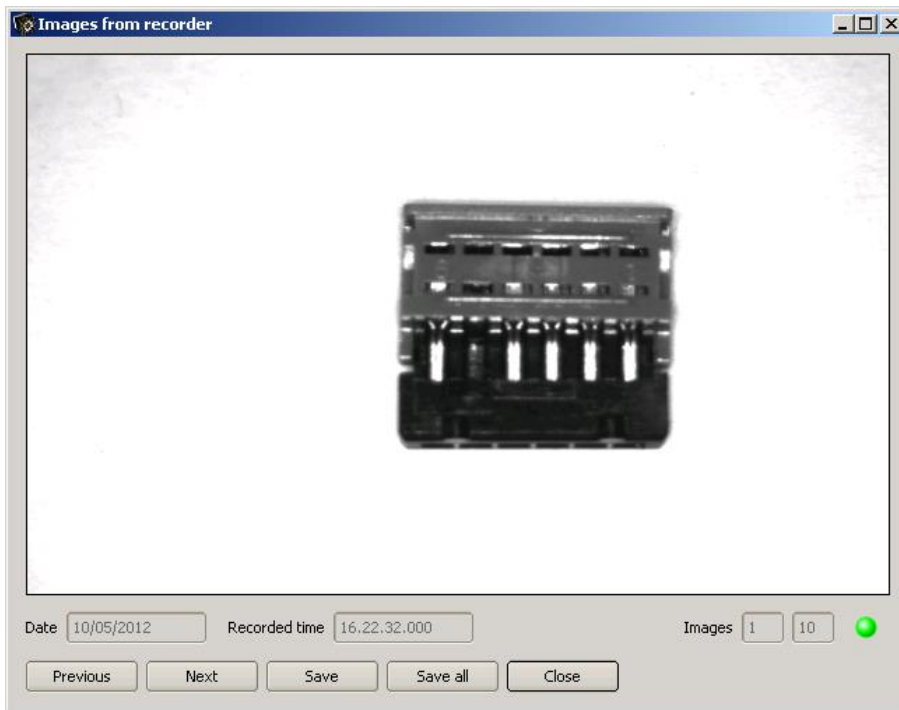 Images from recorder
Date 10/05/2012 Recorded time 16.22.32.000 Images 1 10
Previous Next Save Save all Close